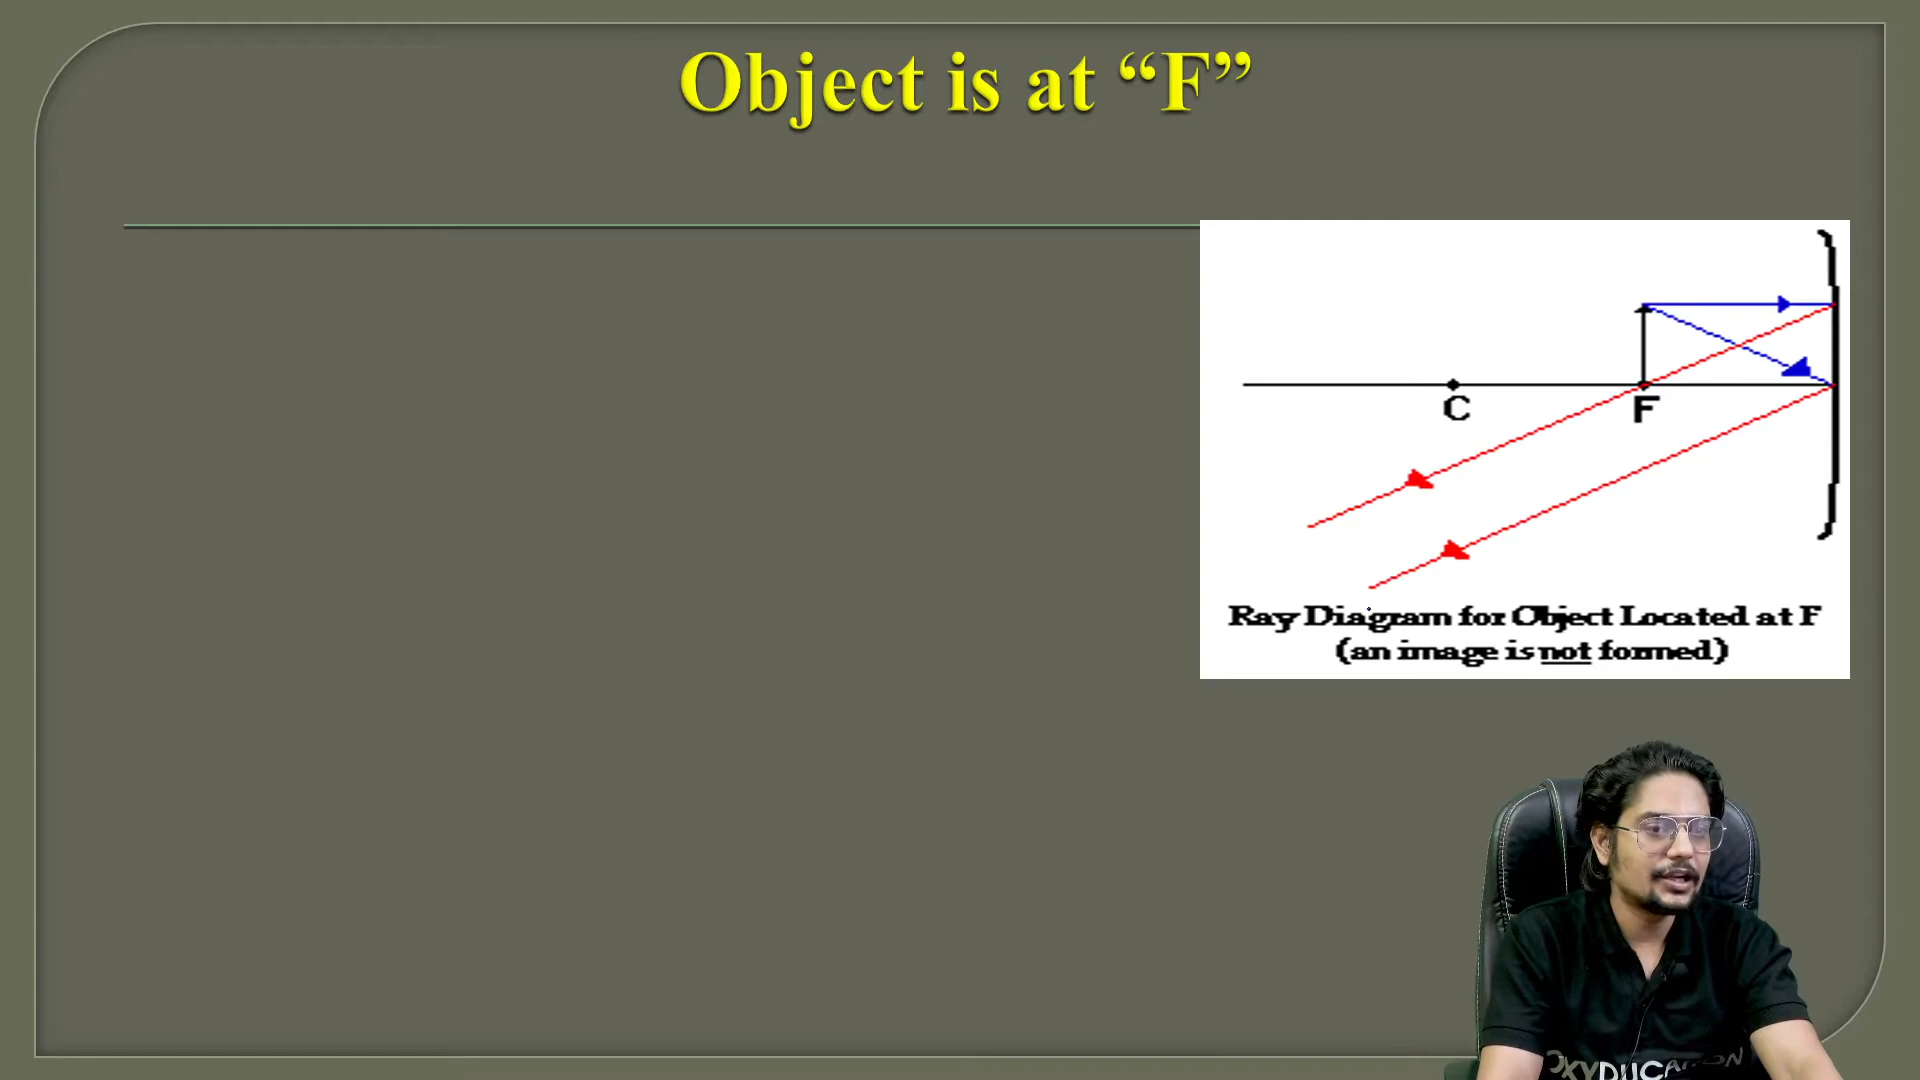 Object is at “F”
C
F
Ray Diagram for Object Located at F
(an image is not formed)